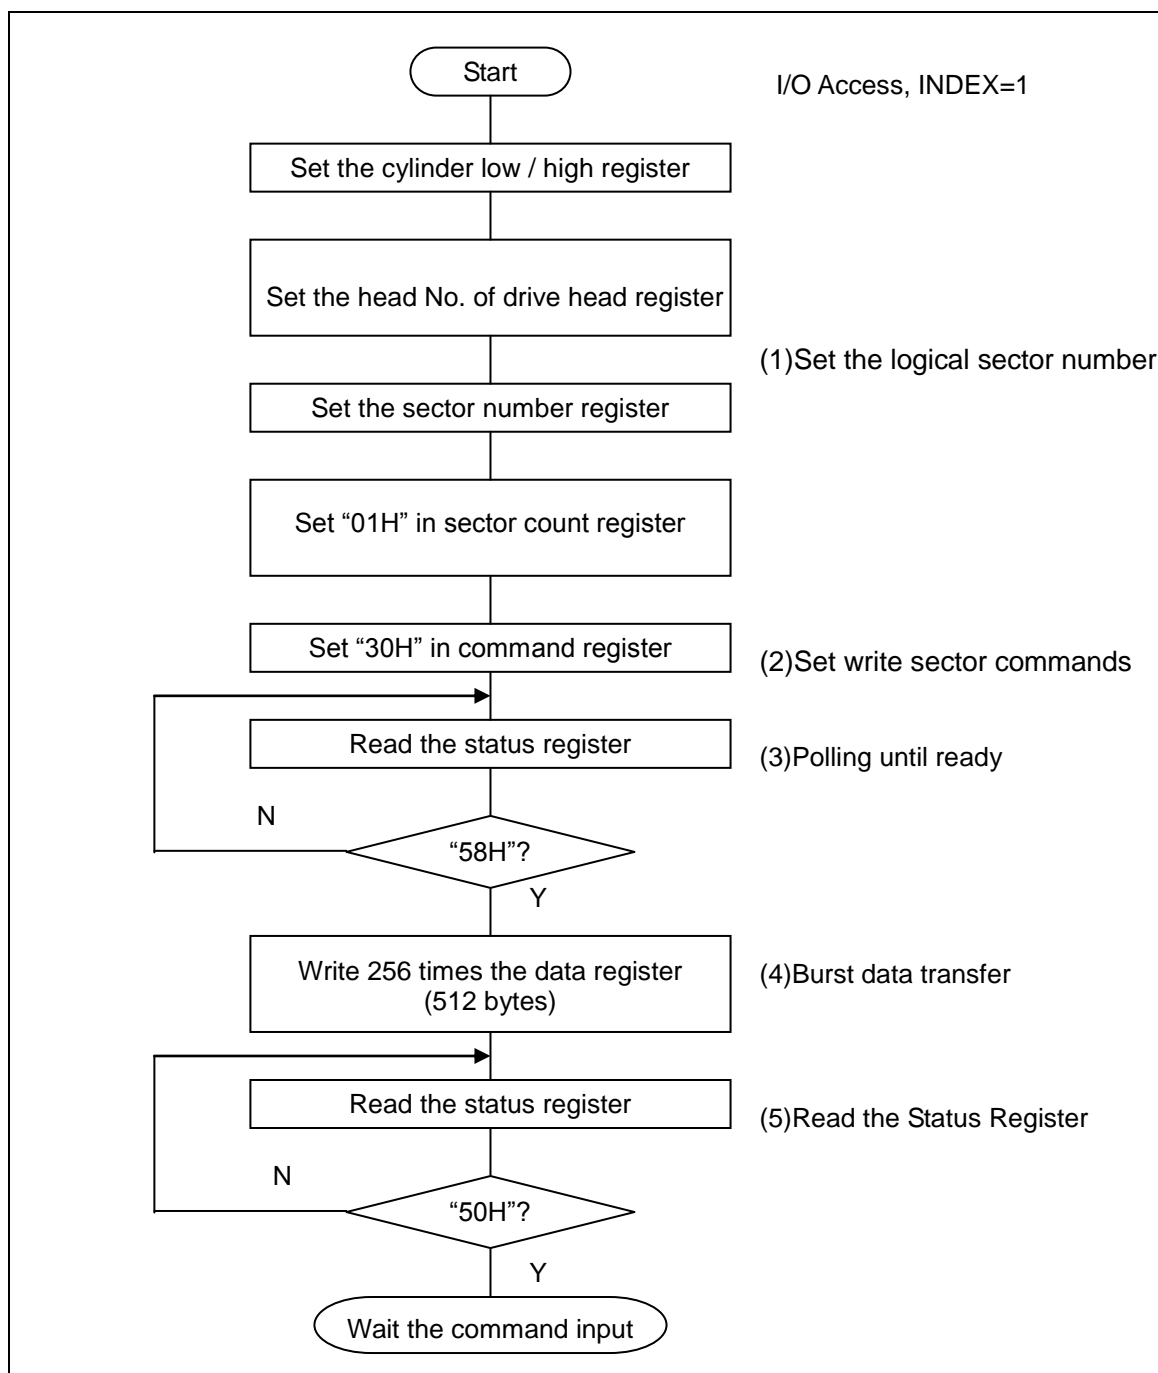 Start
I/O Access, INDEX=1
Set the cylinder low / high register
Set the head No. of drive head register
(1)Set the logical sector number
Set the sector number register
Set “01H” in sector count register
Set “30H” in command register
(2)Set write sector commands
Read the status register
(3)Polling until ready
N
“58H”?
Y
Write 256 times the data register
(512 bytes)
(4)Burst data transfer
Read the status register
(5)Read the Status Register
N
“50H”?
Y
Wait the command input